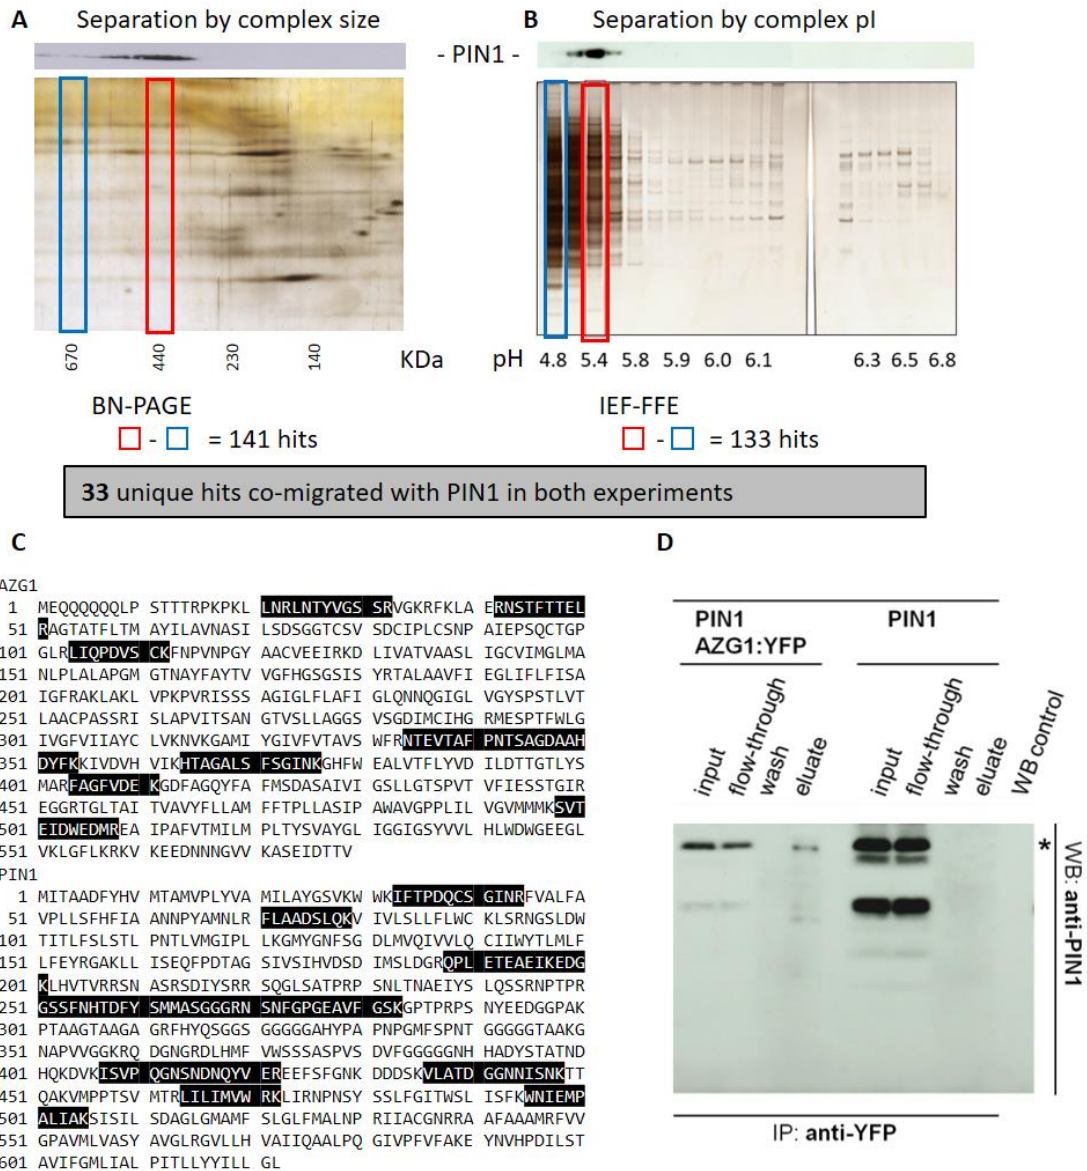 A Separation by complex size
B Separation by complex pI
- PIN1 -
670 440 230 140 KDa
pH 4.8 5.4 5.8 5.9 6.0 6.1 6.3 6.5 6.8
BN-PAGE
- = 141 hits
IEF-FFE
- = 133 hits
33 unique hits co-migrated with PIN1 in both experiments
C
AZG1
1 MEQQQQQQLP STTTRPKPKL LNRLNTYVGS SRVGKRFKLA ERNSTFTTEL
51 RAGTATFLTM AYILAVNASI LSDSGGTCSV SDCIPLCSNP AIEPSQCTGP
101 GLRLIQPDVS CKFNPVNPGY AACVEEIRKD LIVATVAASL IGCVIMGLMA
151 NLPLALAPGM GTNAYFAYTV VGFHGSGSIS YRTALAAVFI EGLIFLFISA
201 IGFRAKLAKL VPKPVRISSS AGIGLFLAFI GLQNNQGIGL VGYSPSTLVT
251 LAACPASSRI SLAPVITSAN GTVSLLAGGS VSGDIMCIHG RMESPTFWLG
301 IVGFVIIAYC LVKNVKGAMI YGIVFVTAVS WFRNTEVTAF PNTSAGDAAH
351 DYFKKIVDVH VIKHTAGALS FSGINKGHFW EALVTFLYVD ILDTTGTLYS
401 MARFAGFVDE KGDFAGQYFA FMSDASAIVI GSLLGTSPVT VFIESSTGIR
451 EGGRTGLTAI TVAVYFLLAM FFTPLLASIP AWAVGPPLIL VGVMMMKSVT
501 EIDWEDMREA IPAFVTMILM PLTYSVAYGL IGGIGSYVVL HLWDWGEEGL
551 VKLGFLKRKV KEEDNNNGVV KASEIDTTV
PIN1
1 MITAADFYHV MTAMVPLYVA MILAYGSVKW WKIFTPDQCS GINRFVALFA
51 VPLLSFHFIA ANNPYAMNLR FLAADSLQKV IVLSLLFLWC KLSRNGSLDW
101 TITLFSLSTL PNTLVMGIPL LKGMYGNFSG DLMVQIVVLQ CIIWYTLMLF
151 LFEYRGAKLL ISEQFPDTAG SIVSIHVDSD IMSLDGRQPL ETEAEIKEDG
201 KLHVTVRRSN ASRSDIYSRR SQGLSATPRP SNLTNAEIYS LQSSRNPTPR
251 GSSFNHTDFY SMMASGGGRN SNFGPGEAVF GSKGPTPRPS NYEEDGGPAK
301 PTAAGTAAGA GRFHYQSGGS GGGGGAHYPA PNPGMFSPNT GGGGGTAAKG
351 NAPVVGGKRQ DGNGRDLHMF VWSSSASPVS DVFGGGGGNH HADYSTATND
401 HQKDVKISVP QGNSNDNQYV EREEFSFGNK DDDSKVLATD GGNNISNKTT
451 QAKVMPPTSV MTRLILIMVW RKLIRNPNSY SSLFGITWSL ISFKWNIEMP
501 ALIAKSISIL SDAGLGMAMF SLGLFMALNP RIIACGNRRA AFAAAMRFVV
551 GPAVMLVASY AVGLRGVLLH VAIIQAALPQ GIVPFVFAKE YNVHPDILST
601 AVIFGMLIAL PITLLYYILL GL
D
PIN1 AZG1:YFP
PIN1
input flow-through wash eluate input flow-through wash eluate WB control
*
WB: anti-PIN1
IP: anti-YFP